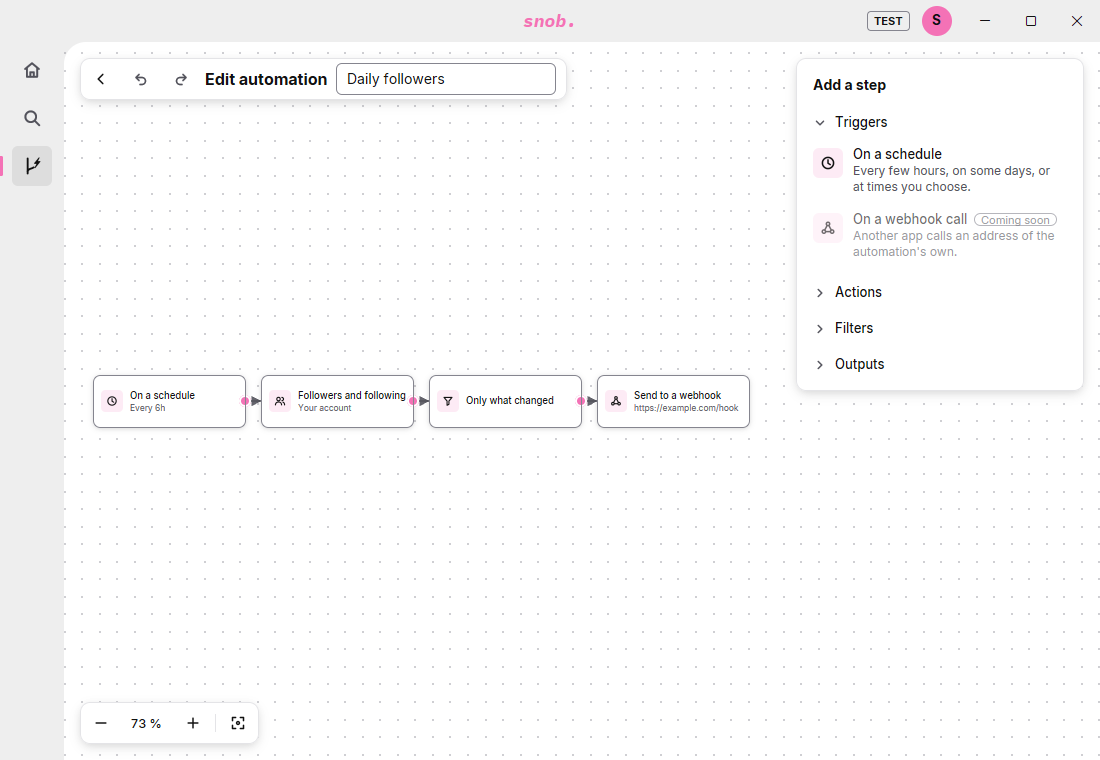 snob.
TEST
S
Edit automation
Daily followers
Add a step
Triggers
On a schedule
Every few hours, on some days, or
at times you choose.
On a webhook call Coming soon
Another app calls an address of the
automation's own.
Actions
Filters
Outputs
On a schedule
Every 6h
Followers and following
Your account
Only what changed
Send to a webhook
https://example.com/hook
73 %